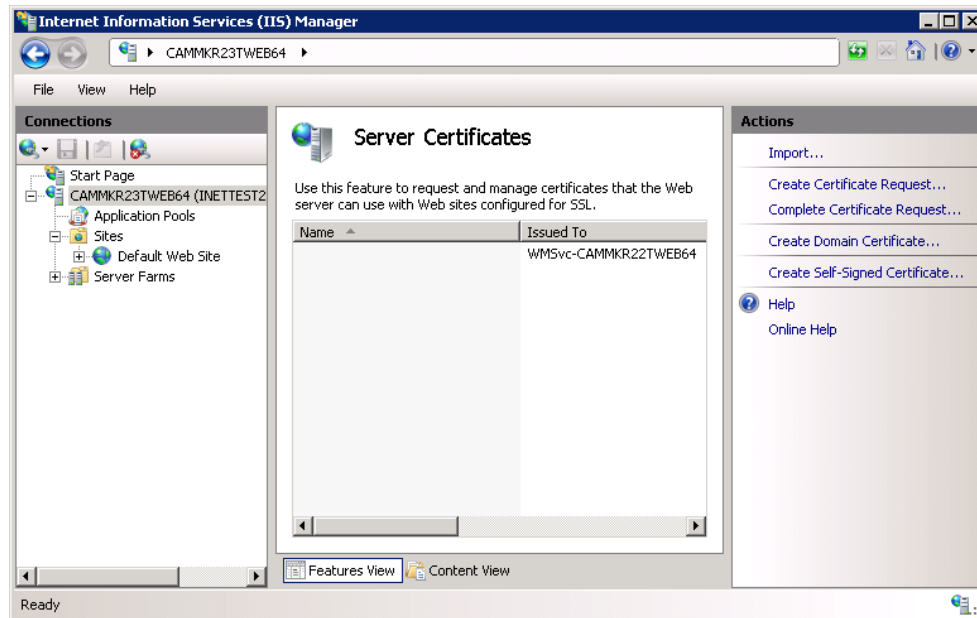 Internet Information Services (IIS) Manager
CAMMKR23TWEB64
File View Help
Connections
Start Page
CAMMKR23TWEB64 (INETTEST2
Application Pools
Sites
Default Web Site
Server Farms
Server Certificates
Use this feature to request and manage certificates that the Web
server can use with Web sites configured for SSL.
Name Issued To
WMSvc-CAMMKR22TWEB64
Features View Content View
Actions
Import...
Create Certificate Request...
Complete Certificate Request...
Create Domain Certificate...
Create Self-Signed Certificate...
Help
Online Help
Ready